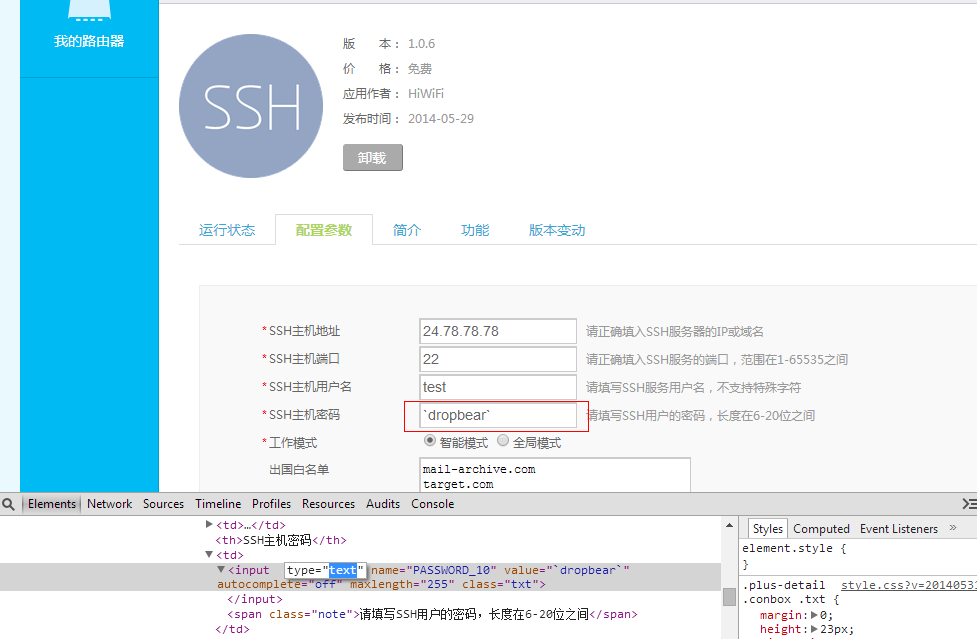 我的路由器
SSH
版 本： 1.0.6
价 格： 免费
应用作者： HiWiFi
发布时间： 2014-05-29
卸载
运行状态 配置参数 简介 功能 版本变动
*SSH主机地址 24.78.78.78 请正确填入SSH服务器的IP或域名
*SSH主机端口 22 请正确填入SSH服务的端口，范围在1-65535之间
*SSH主机用户名 test 请填写SSH服务用户名，不支持特殊字符
*SSH主机密码 `dropbear` 请填写SSH用户的密码，长度在6-20位之间
*工作模式 智能模式 全局模式
出国白名单 mail-archive.com
target.com
Elements Network Sources Timeline Profiles Resources Audits Console
▶<td>…</td>
<th>SSH主机密码</th>
▼<td>
▼<input type="text" name="PASSWORD_10" value="`dropbear`"
autocomplete="off" maxlength="255" class="txt">
</input>
<span class="note">请填写SSH用户的密码，长度在6-20位之间</span>
</td>
Styles Computed Event Listeners »
element.style {
}
.plus-detail style.css?v=20140531
.conbox .txt {
margin:▶0;
height:▶23px;